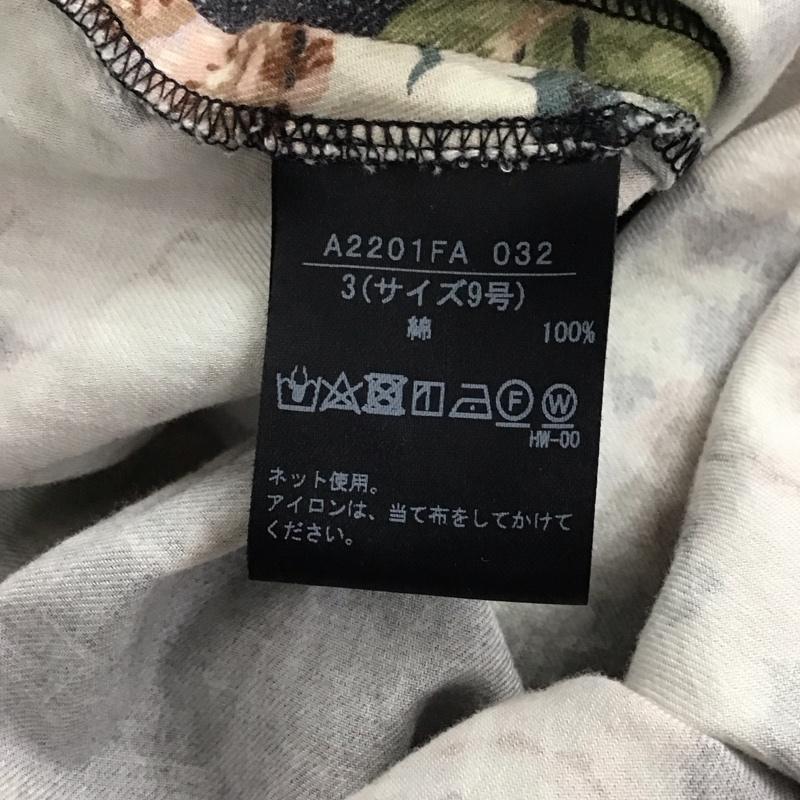 A2201FA 032
3(サイズ9号)
綿 100%
F W
HW-00
ネット使用。
アイロンは、当て布をしてかけて
ください。